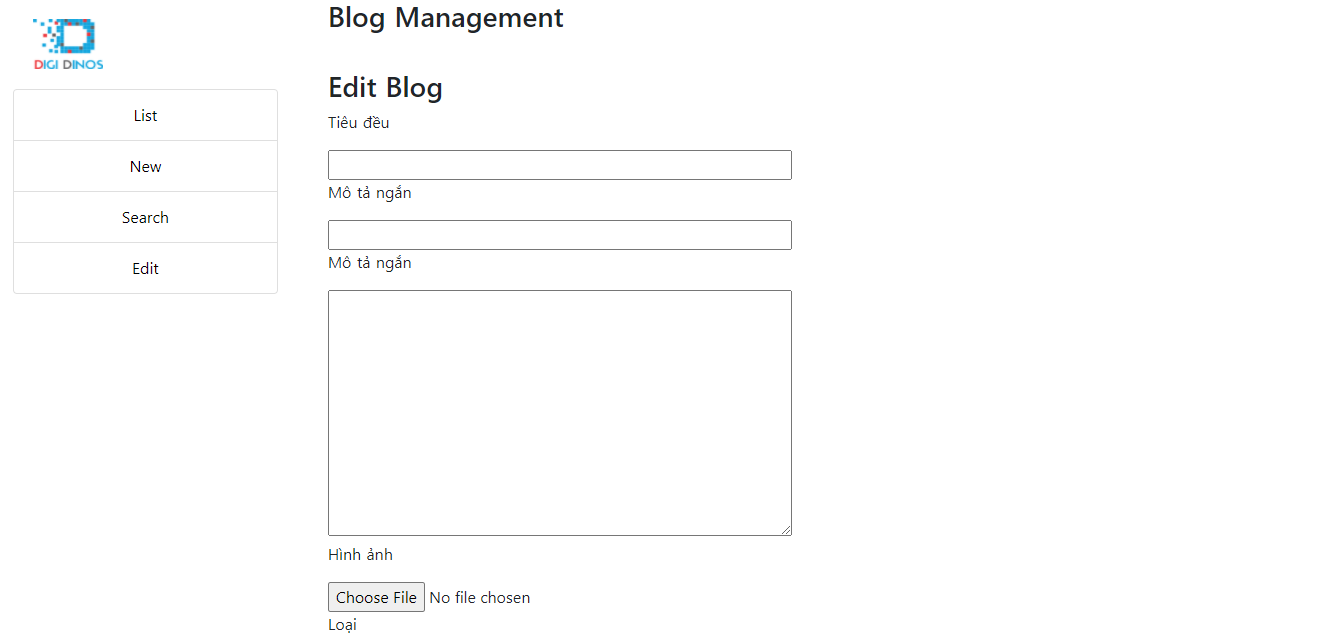 DIGI DINOS
List
New
Search
Edit
Blog Management
Edit Blog
Tiêu đều
Mô tả ngắn
Mô tả ngắn
Hình ảnh
Choose File No file chosen
Loại